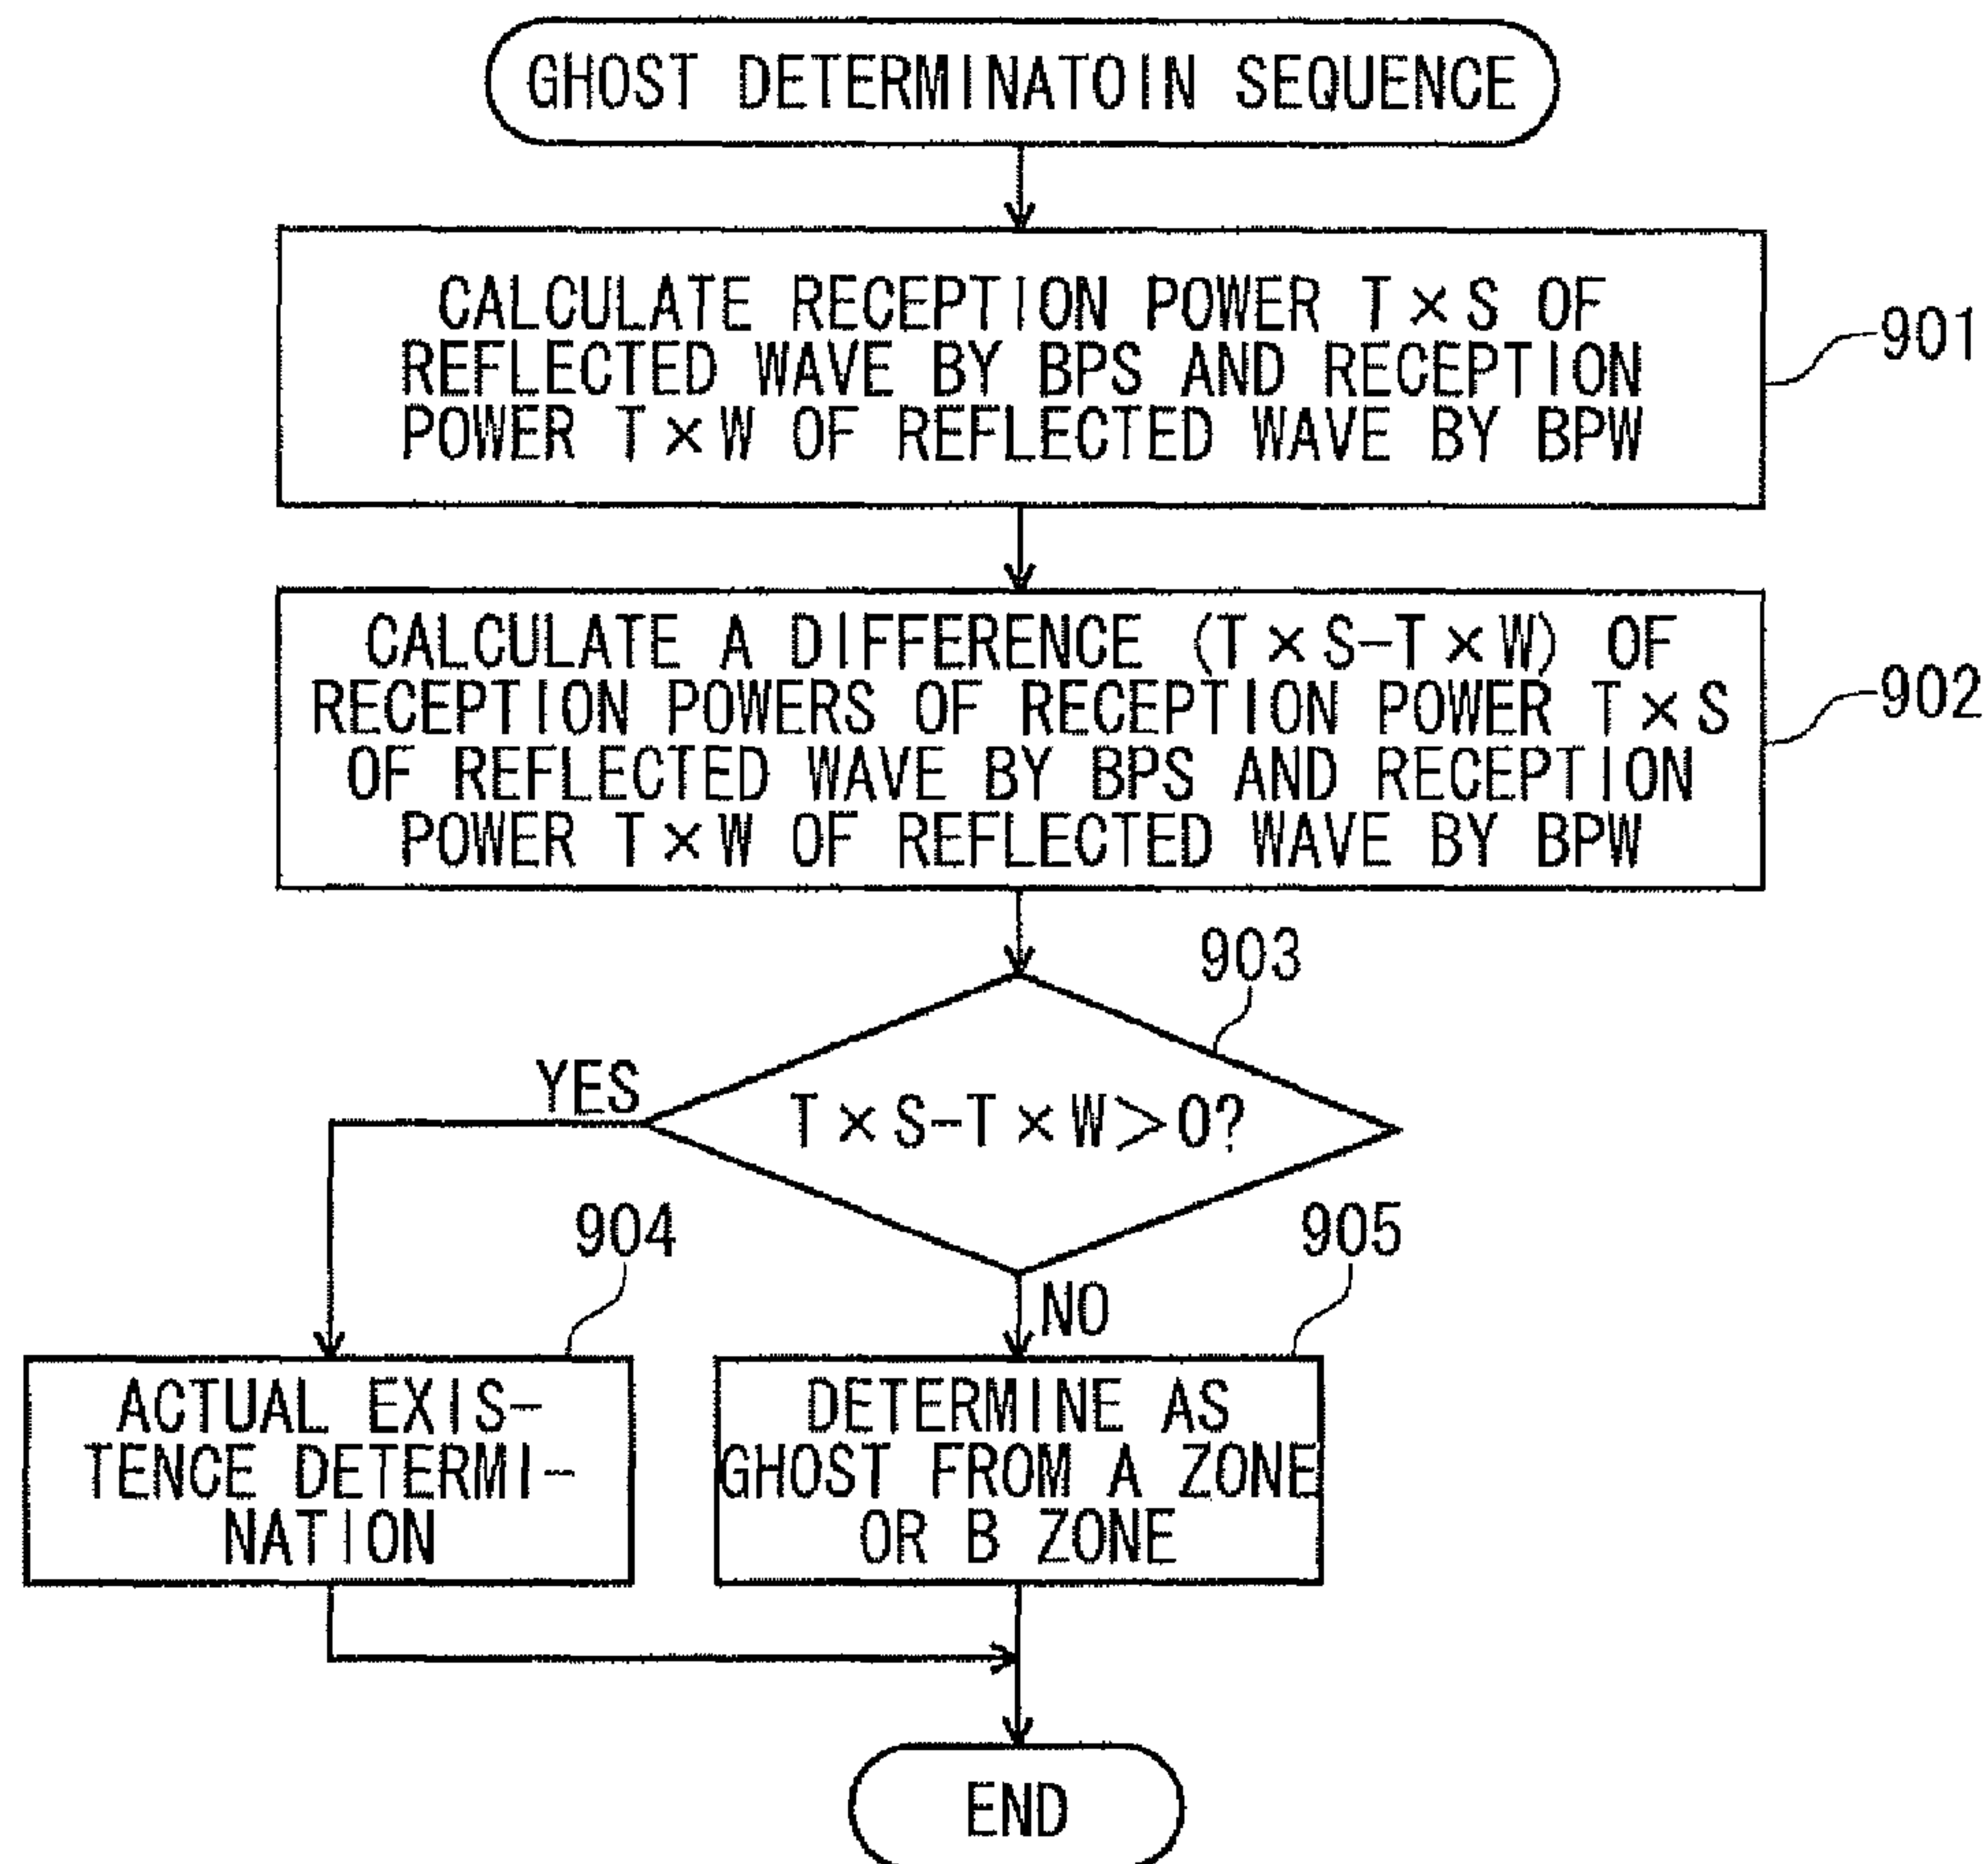 GHOST DETERMINATOIN SEQUENCE
CALCULATE RECEPTION POWER T×S OF
REFLECTED WAVE BY BPS AND RECEPTION
POWER T×W OF REFLECTED WAVE BY BPW
901
CALCULATE A DIFFERENCE (T×S-T×W) OF
RECEPTION POWERS OF RECEPTION POWER T×S
OF REFLECTED WAVE BY BPS AND RECEPTION
POWER T×W OF REFLECTED WAVE BY BPW
902
903
YES
T×S-T×W>0?
904
905
NO
ACTUAL EXIS-
TENCE DETERMI-
NATION
DETERMINE AS
GHOST FROM A ZONE
OR B ZONE
END